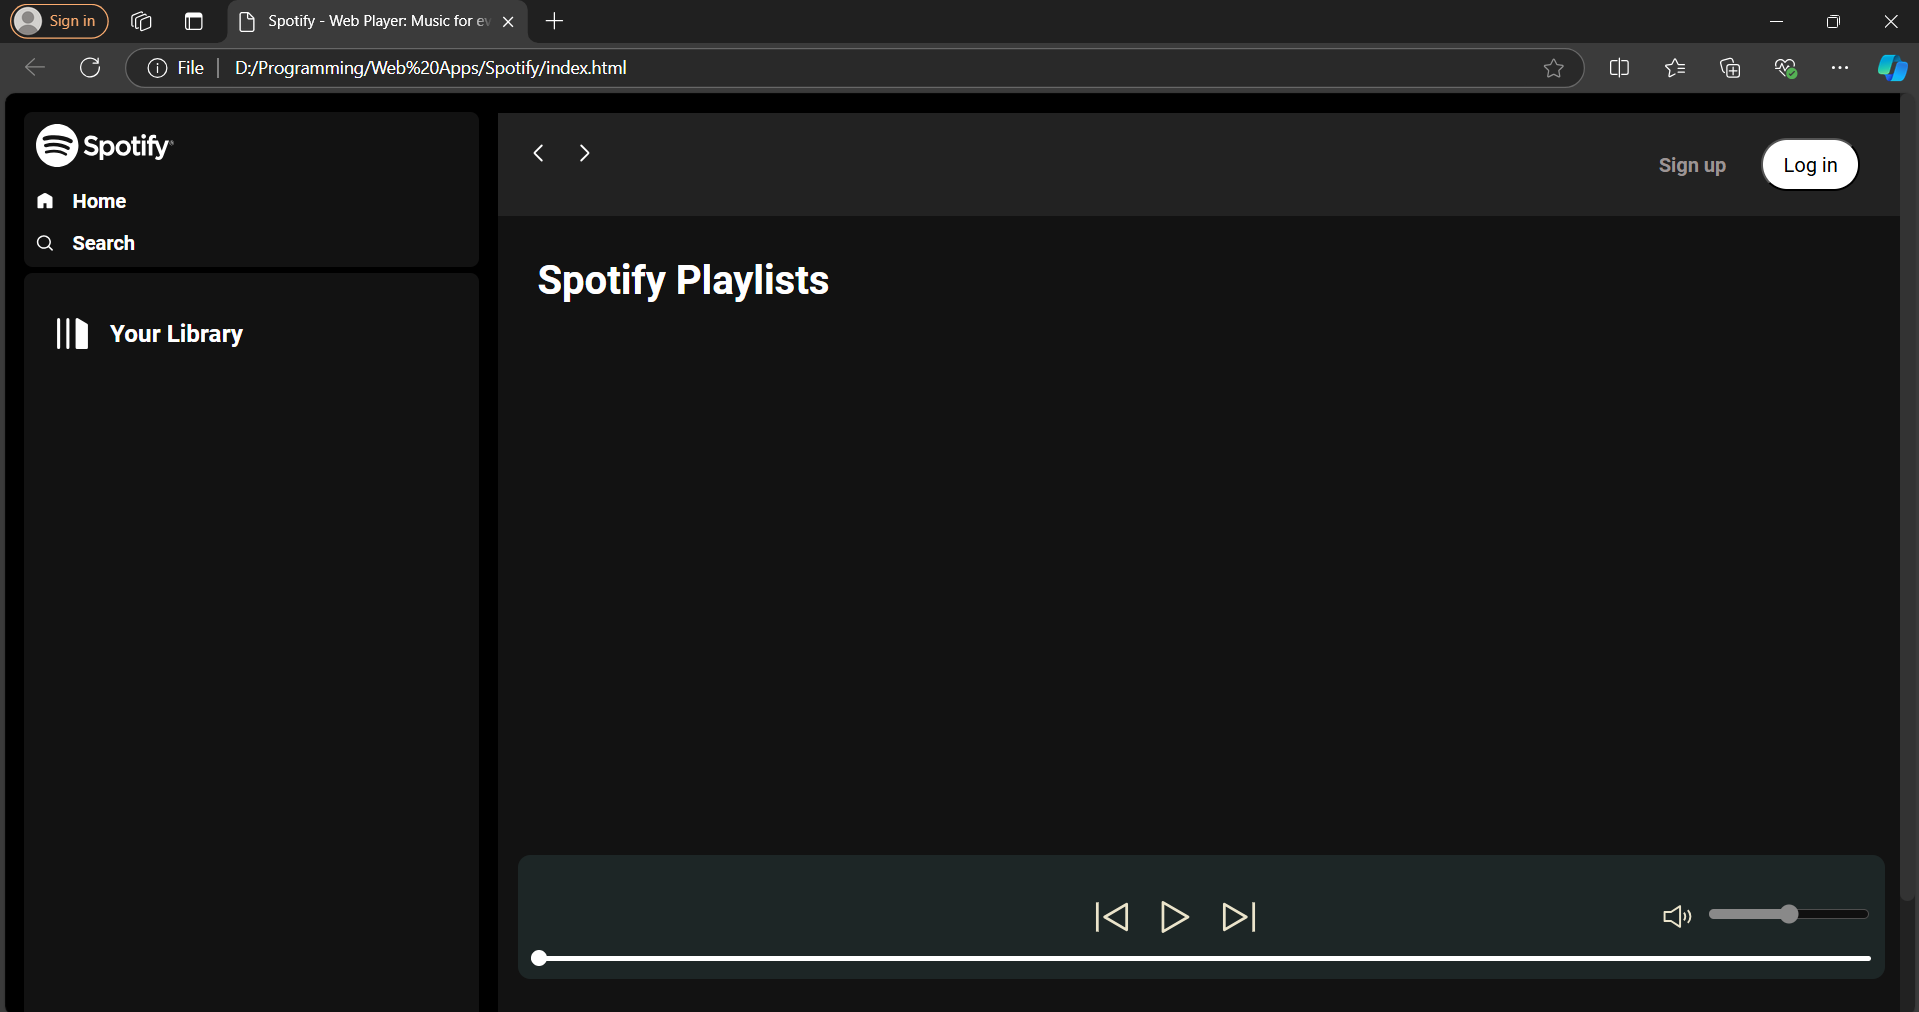 Sign in
Spotify - Web Player: Music for ev
File
D:/Programming/Web%20Apps/Spotify/index.html
Spotify
Home
Search
Your Library
Sign up
Log in
Spotify Playlists